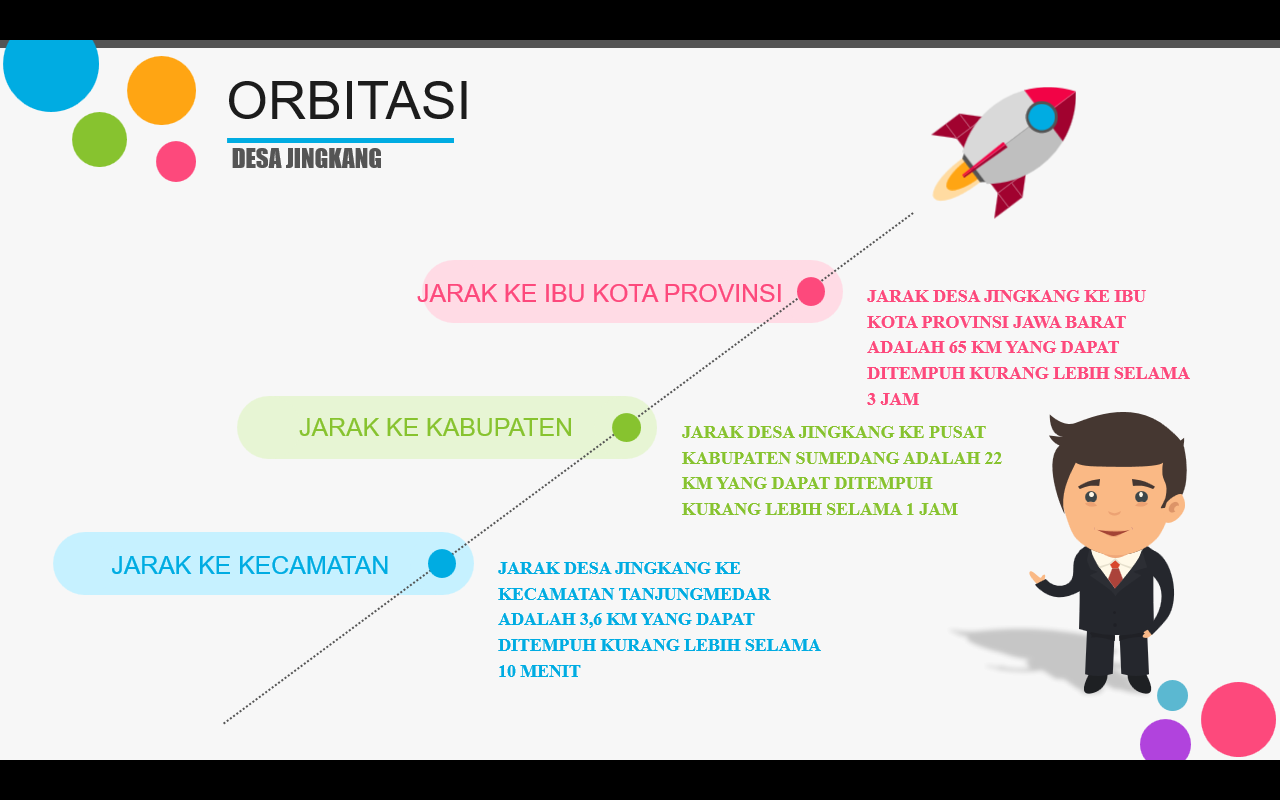 ORBITASI
DESA JINGKANG
JARAK KE IBU KOTA PROVINSI
JARAK DESA JINGKANG KE IBU
KOTA PROVINSI JAWA BARAT
ADALAH 65 KM YANG DAPAT
DITEMPUH KURANG LEBIH SELAMA
3 JAM
JARAK KE KABUPATEN
JARAK DESA JINGKANG KE PUSAT
KABUPATEN SUMEDANG ADALAH 22
KM YANG DAPAT DITEMPUH
KURANG LEBIH SELAMA 1 JAM
JARAK KE KECAMATAN
JARAK DESA JINGKANG KE
KECAMATAN TANJUNGMEDAR
ADALAH 3,6 KM YANG DAPAT
DITEMPUH KURANG LEBIH SELAMA
10 MENIT